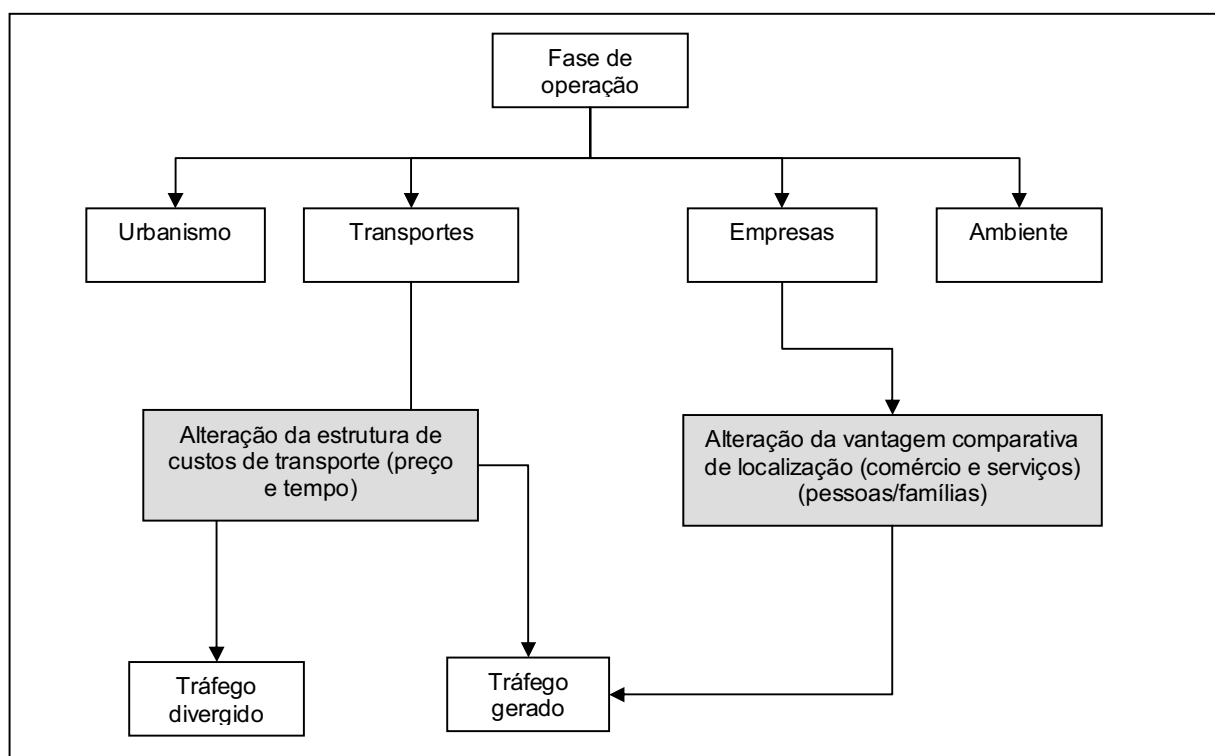 Fase de
operação
Urbanismo
Transportes
Empresas
Ambiente
Alteração da estrutura de
custos de transporte (preço
e tempo)
Alteração da vantagem comparativa
de localização (comércio e serviços)
(pessoas/famílias)
Tráfego
divergido
Tráfego
gerado